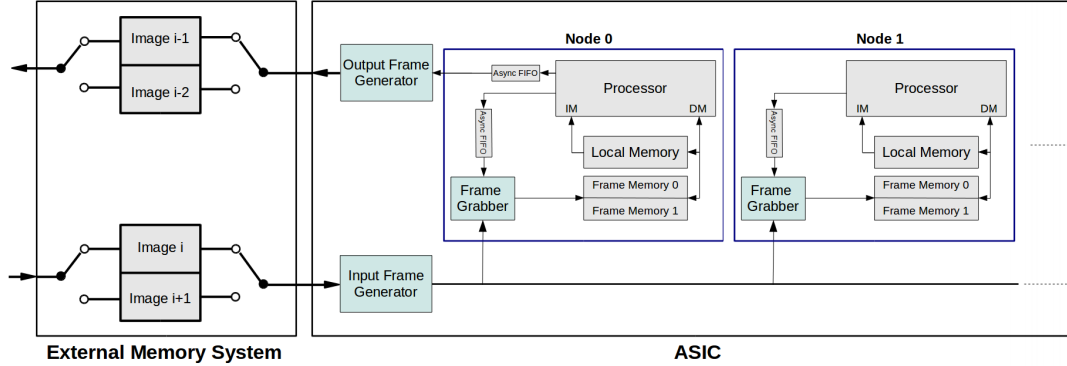 Image i-1
Image i-2
Image i
Image i+1
External Memory System
Output Frame
Generator
Input Frame
Generator
Node 0
Async FIFO
Processor
IM
DM
Async FIFO
Local Memory
Frame
Grabber
Frame Memory 0
Frame Memory 1
Node 1
Processor
IM
DM
Async FIFO
Local Memory
Frame
Grabber
Frame Memory 0
Frame Memory 1
ASIC